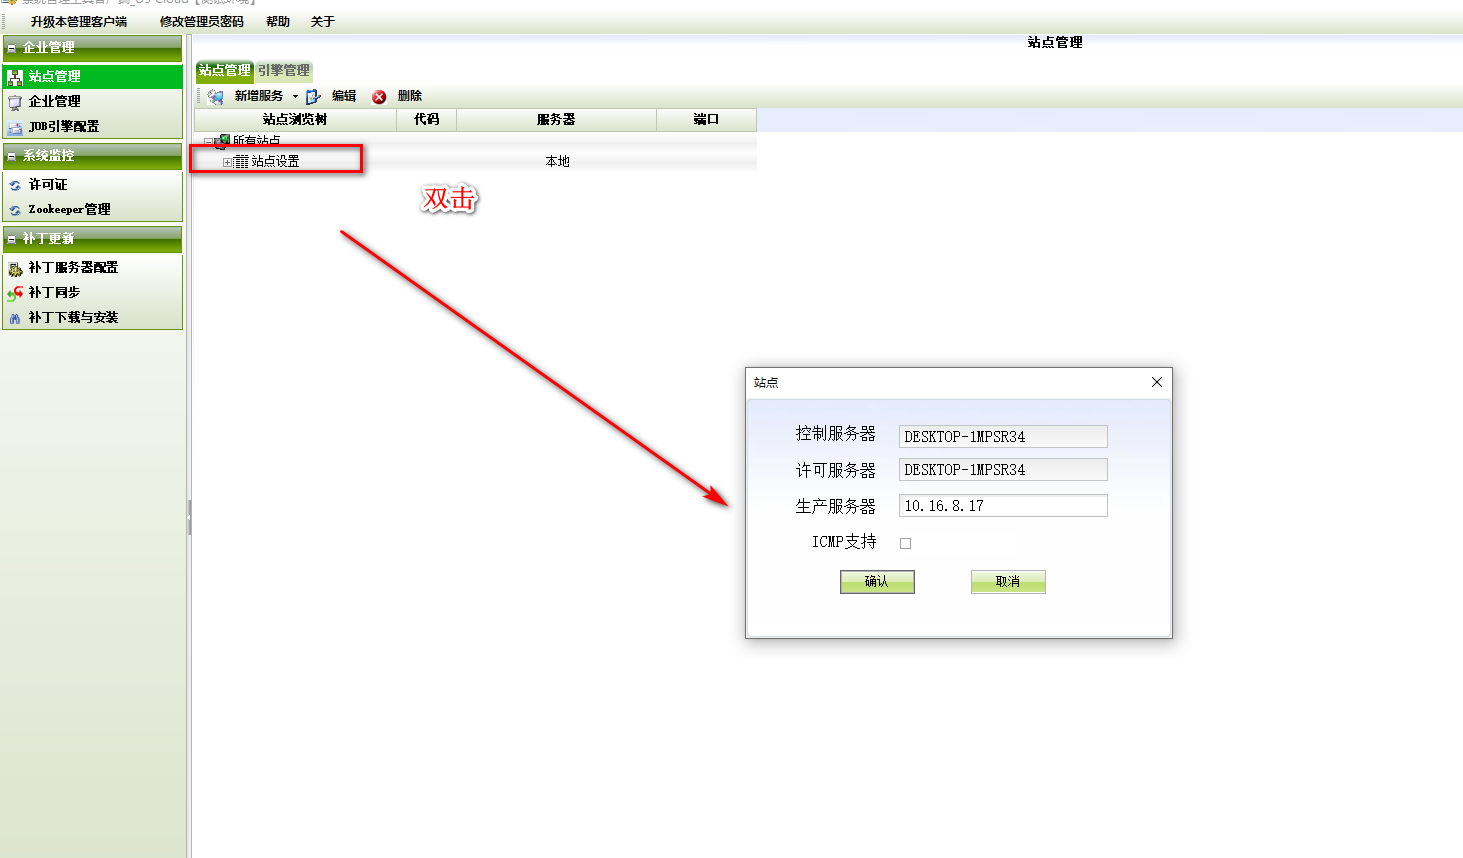 升级本管理客户端 修改管理员密码 帮助 关于
企业管理
站点管理
企业管理
JOB引擎配置
系统监控
许可证
Zookeeper管理
补丁更新
补丁服务器配置
补丁同步
补丁下载与安装
站点管理
站点管理 引擎管理
新增服务 编辑 删除
站点浏览树 代码 服务器 端口
所有站点
站点设置 本地
双击
站点
控制服务器 DESKTOP-1MPSR34
许可服务器 DESKTOP-1MPSR34
生产服务器 10.16.8.17
ICMP支持
确认 取消